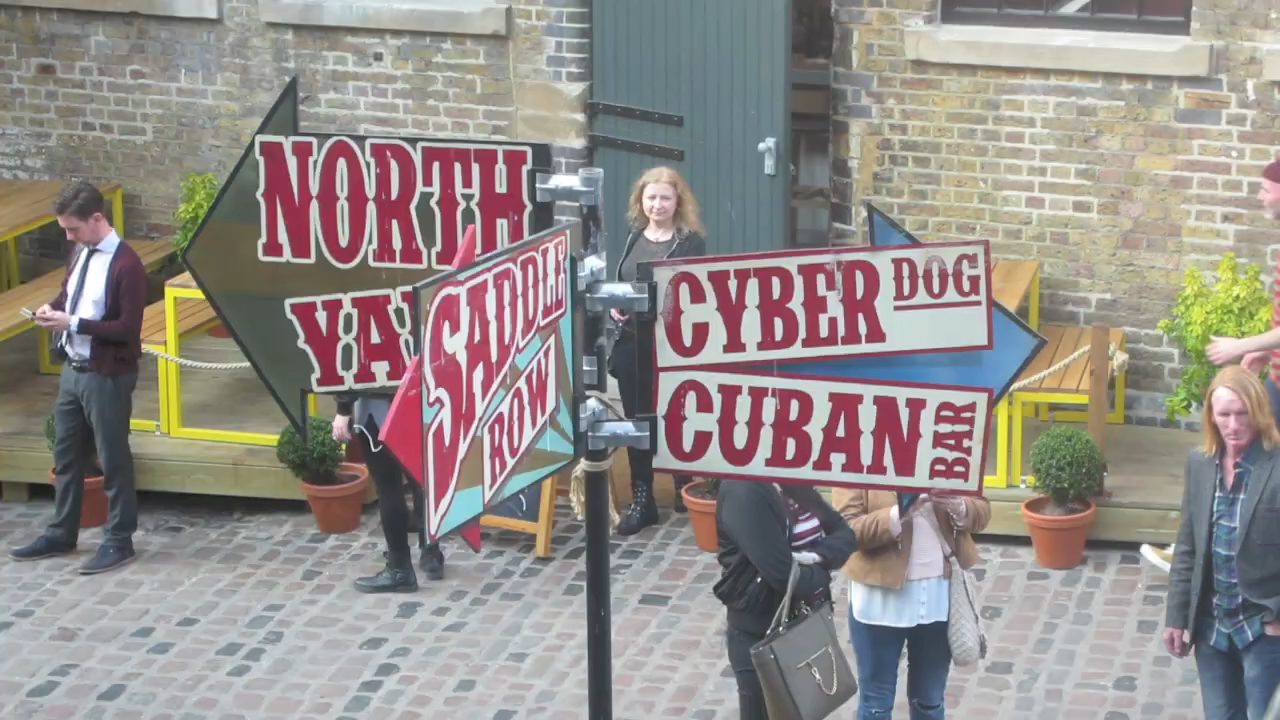 NORTH
YA
SADDLE
ROW
CYBER DOG
CUBAN BAR